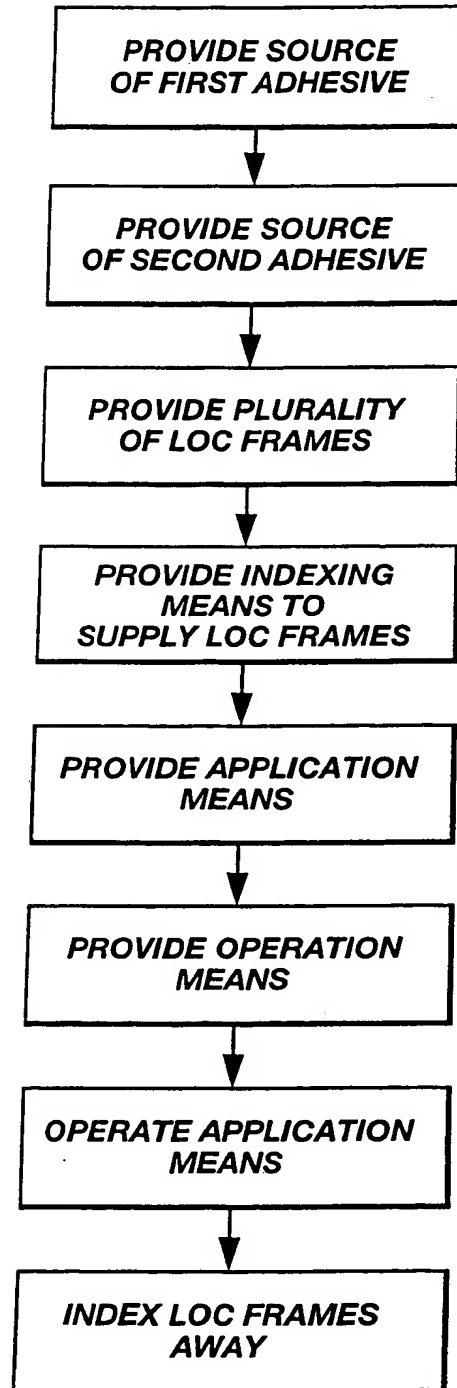 PROVIDE SOURCE
OF FIRST ADHESIVE
PROVIDE SOURCE
OF SECOND ADHESIVE
PROVIDE PLURALITY
OF LOC FRAMES
PROVIDE INDEXING
MEANS TO
SUPPLY LOC FRAMES
PROVIDE APPLICATION
MEANS
PROVIDE OPERATION
MEANS
OPERATE APPLICATION
MEANS
INDEX LOC FRAMES
AWAY